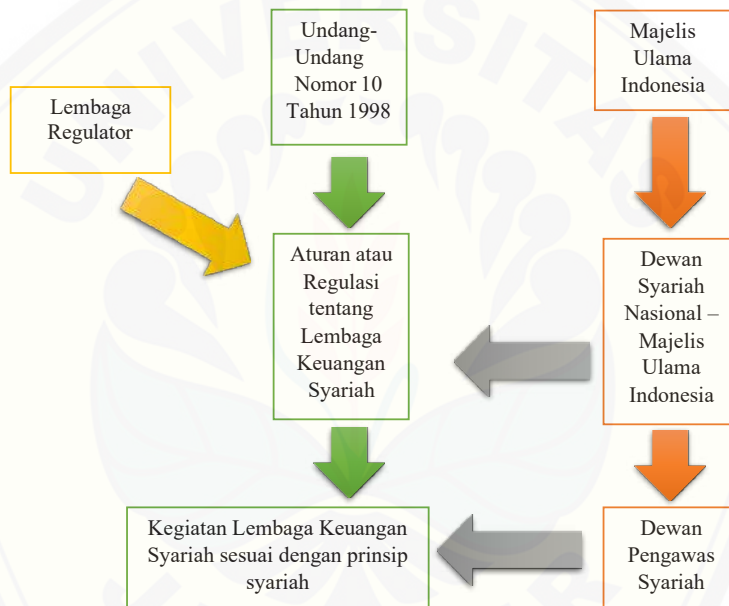 Undang-
Undang
Nomor 10
Tahun 1998
Majelis
Ulama
Indonesia
Lembaga
Regulator
Aturan atau
Regulasi
tentang
Lembaga
Keuangan
Syariah
Dewan
Syariah
Nasional –
Majelis
Ulama
Indonesia
Kegiatan Lembaga Keuangan
Syariah sesuai dengan prinsip
syariah
Dewan
Pengawas
Syariah
UNIVERSITAS